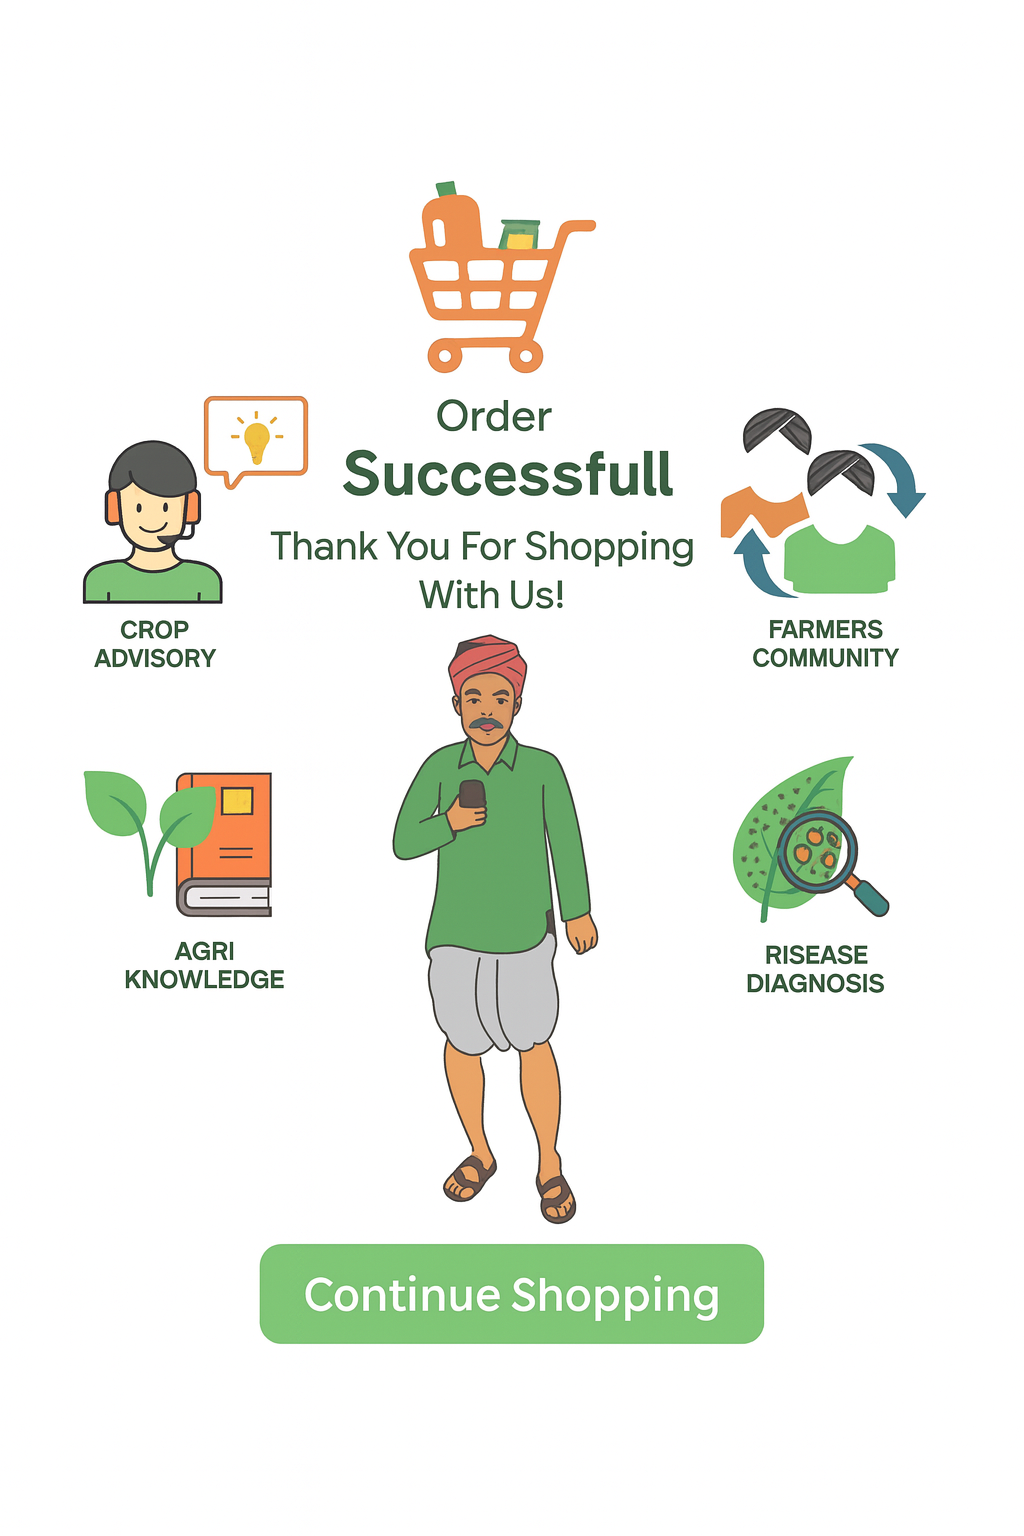 Order
Successfull
Thank You For Shopping
With Us!
CROP
ADVISORY
FARMERS
COMMUNITY
AGRI
KNOWLEDGE
RISEASE
DIAGNOSIS
Continue Shopping